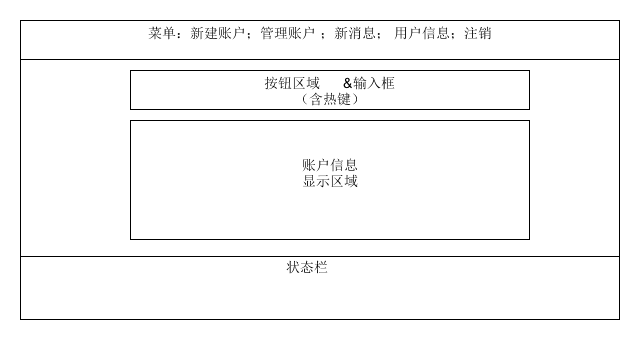 菜单：新建账户；管理账户 ；新消息； 用户信息；注销
按钮区域 &输入框
（含热键）
账户信息
显示区域
状态栏